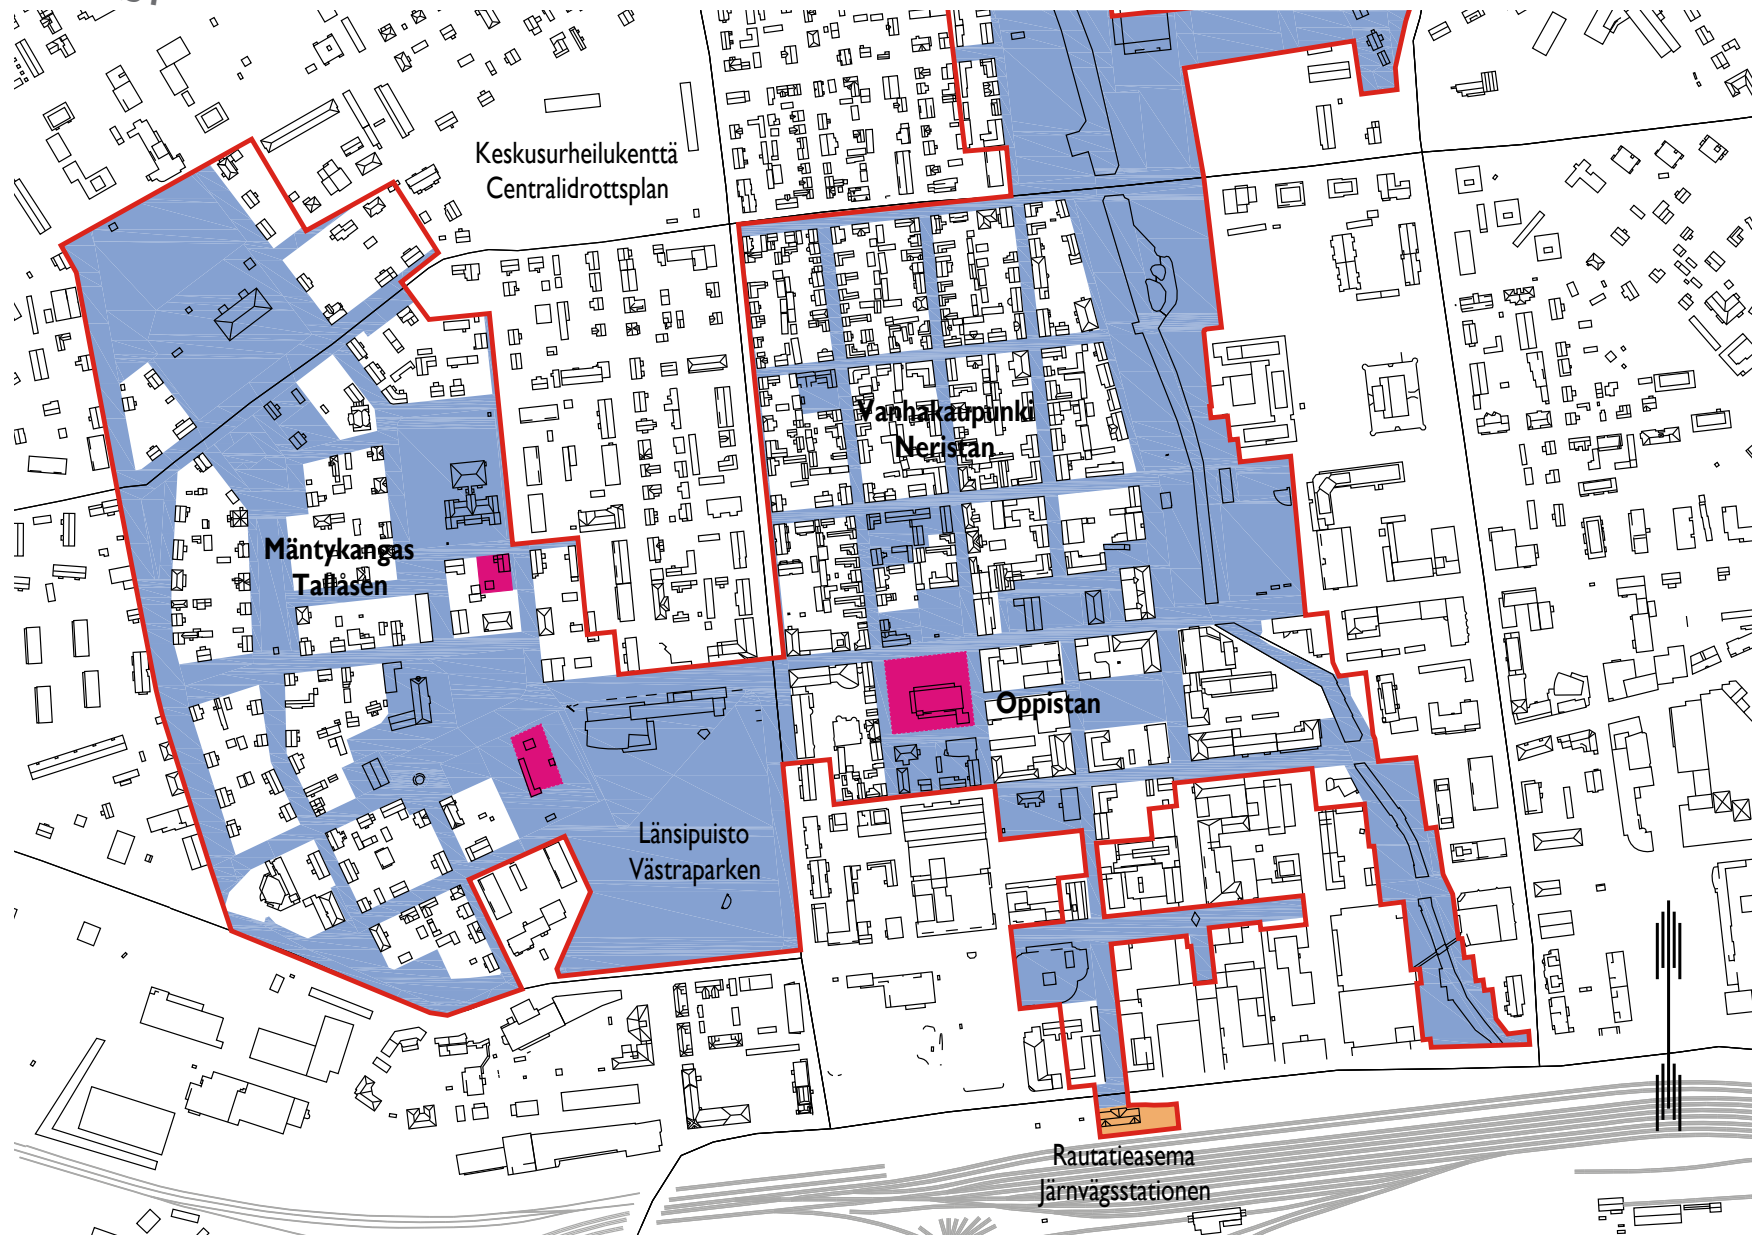 Keskusurheilukenttä
Centralidrottsplan
Vanhakaupunki
Neristan
Mäntykangas
Tallåsen
Oppistan
Länsipuisto
Västraparken
Rautatieasema
Järnvägsstationen